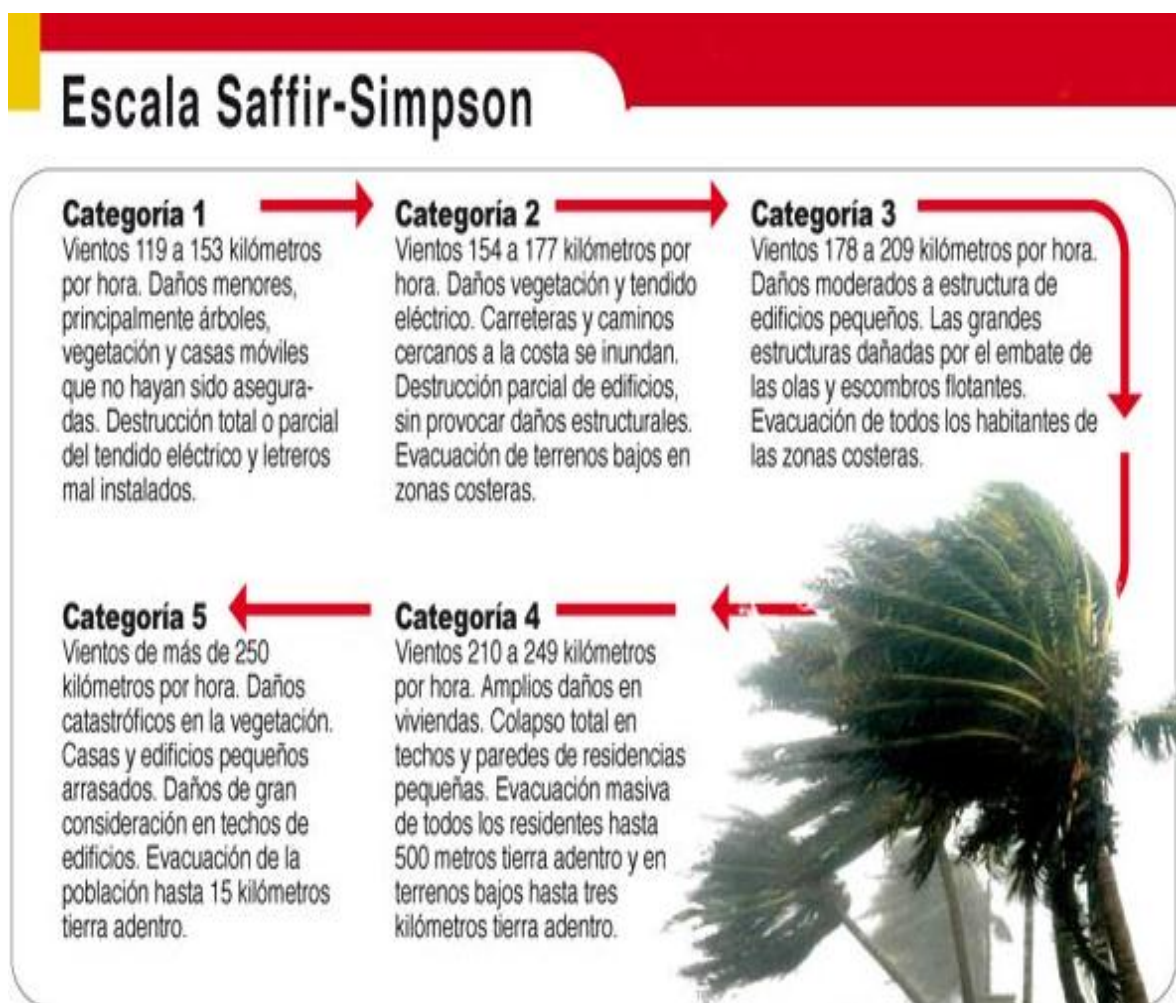 Escala Saffir-Simpson
Categoría 1
Vientos 119 a 153 kilómetros
por hora. Daños menores,
principalmente árboles,
vegetación y casas móviles
que no hayan sido asegura-
das. Destrucción total o parcial
del tendido eléctrico y letreros
mal instalados.
Categoría 2
Vientos 154 a 177 kilómetros por
hora. Daños vegetación y tendido
eléctrico. Carreteras y caminos
cercanos a la costa se inundan.
Destrucción parcial de edificios,
sin provocar daños estructurales.
Evacuación de terrenos bajos en
zonas costeras.
Categoría 3
Vientos 178 a 209 kilómetros por hora.
Daños moderados a estructura de
edificios pequeños. Las grandes
estructuras dañadas por el embate de
las olas y escombros flotantes.
Evacuación de todos los habitantes de
las zonas costeras.
Categoría 4
Vientos 210 a 249 kilómetros
por hora. Amplios daños en
viviendas. Colapso total en
techos y paredes de residencias
pequeñas. Evacuación masiva
de todos los residentes hasta
500 metros tierra adentro y en
terrenos bajos hasta tres
kilómetros tierra adentro.
Categoría 5
Vientos de más de 250
kilómetros por hora. Daños
catastróficos en la vegetación.
Casas y edificios pequeños
arrasados. Daños de gran
consideración en techos de
edificios. Evacuación de la
población hasta 15 kilómetros
tierra adentro.